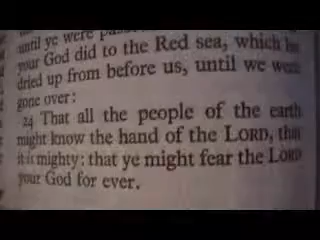 until ye were passed
your God did to the Red sea, which he
dried up from before us, until we were
gone over:
24 That all the people of the earth
might know the hand of the LORD, that
it is mighty: that ye might fear the LORD
your God for ever.